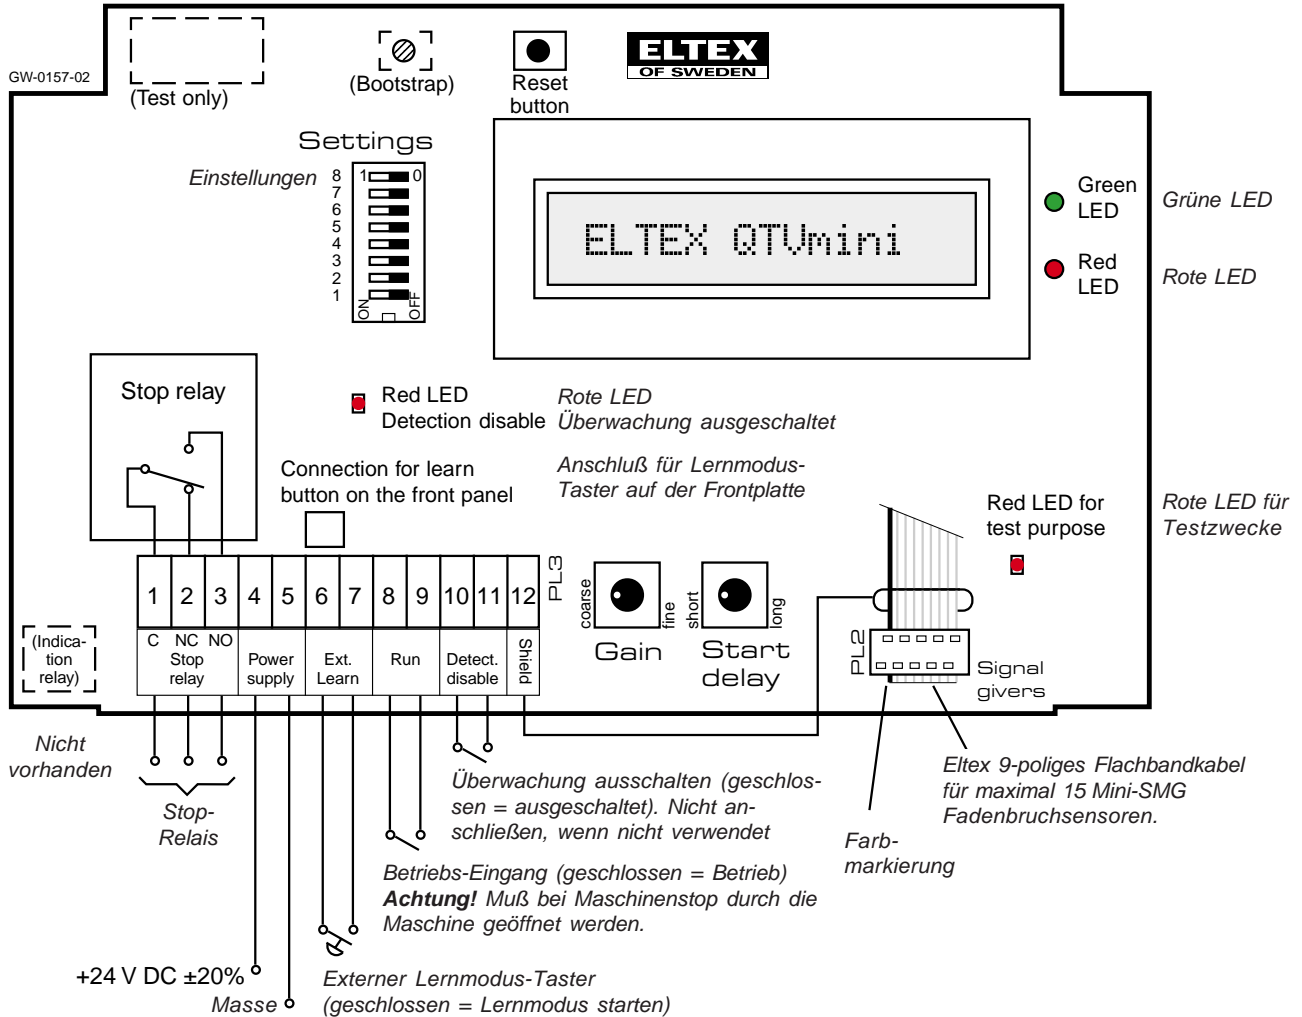 GW-0157-02
(Test only)
(Bootstrap)
Reset
button
ELTEX
OF SWEDEN
Settings
Einstellungen
8
7
6
5
4
3
2
1
1
0
ON
OFF
ELTEX QTVmini
Green
LED
Grüne LED
Red
LED
Rote LED
Stop relay
Red LED
Detection disable
Rote LED
Überwachung ausgeschaltet
Connection for learn
button on the front panel
Anschluß für Lernmodus-
Taster auf der Frontplatte
Red LED for
test purpose
Rote LED für
Testzwecke
1 2 3 4 5 6 7 8 9 10 11 12
PL3
C NC NO
Stop
relay
Power
supply
Ext.
Learn
Run
Detect.
disable
Shield
coarse
fine
Gain
short
long
Start
delay
PL2
Signal
givers
(Indica-
tion
relay)
Nicht
vorhanden
Stop-
Relais
Überwachung ausschalten (geschlos-
sen = ausgeschaltet). Nicht an-
schließen, wenn nicht verwendet
Eltex 9-poliges Flachbandkabel
für maximal 15 Mini-SMG
Fadenbruchsensoren.
Farb-
markierung
Betriebs-Eingang (geschlossen = Betrieb)
Achtung! Muß bei Maschinenstop durch die
Maschine geöffnet werden.
+24 V DC ±20%
Masse
Externer Lernmodus-Taster
(geschlossen = Lernmodus starten)